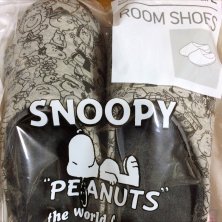 ROOM SHOES
SNOOPY
"PEANUTS"
the world